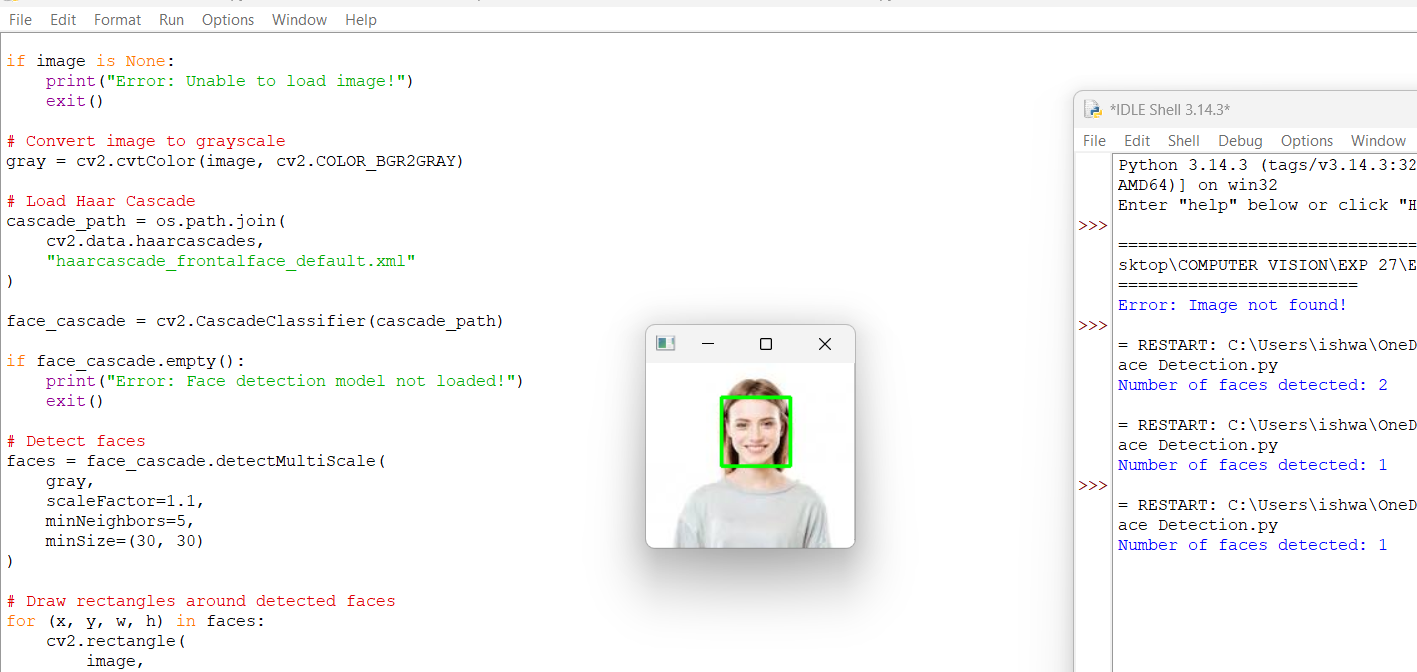 File Edit Format Run Options Window Help
if image is None:
    print("Error: Unable to load image!")
    exit()
# Convert image to grayscale
gray = cv2.cvtColor(image, cv2.COLOR_BGR2GRAY)
# Load Haar Cascade
cascade_path = os.path.join(
    cv2.data.haarcascades,
    "haarcascade_frontalface_default.xml"
)
face_cascade = cv2.CascadeClassifier(cascade_path)
if face_cascade.empty():
    print("Error: Face detection model not loaded!")
    exit()
# Detect faces
faces = face_cascade.detectMultiScale(
    gray,
    scaleFactor=1.1,
    minNeighbors=5,
    minSize=(30, 30)
)
# Draw rectangles around detected faces
for (x, y, w, h) in faces:
    cv2.rectangle(
        image,
*IDLE Shell 3.14.3*
File Edit Shell Debug Options Window
Python 3.14.3 (tags/v3.14.3:32
AMD64)] on win32
Enter "help" below or click "H
>>>
==============================
sktop\COMPUTER VISION\EXP 27\E
========================
Error: Image not found!
>>>
= RESTART: C:\Users\ishwa\OneD
ace Detection.py
Number of faces detected: 2
= RESTART: C:\Users\ishwa\OneD
ace Detection.py
Number of faces detected: 1
>>>
= RESTART: C:\Users\ishwa\OneD
ace Detection.py
Number of faces detected: 1